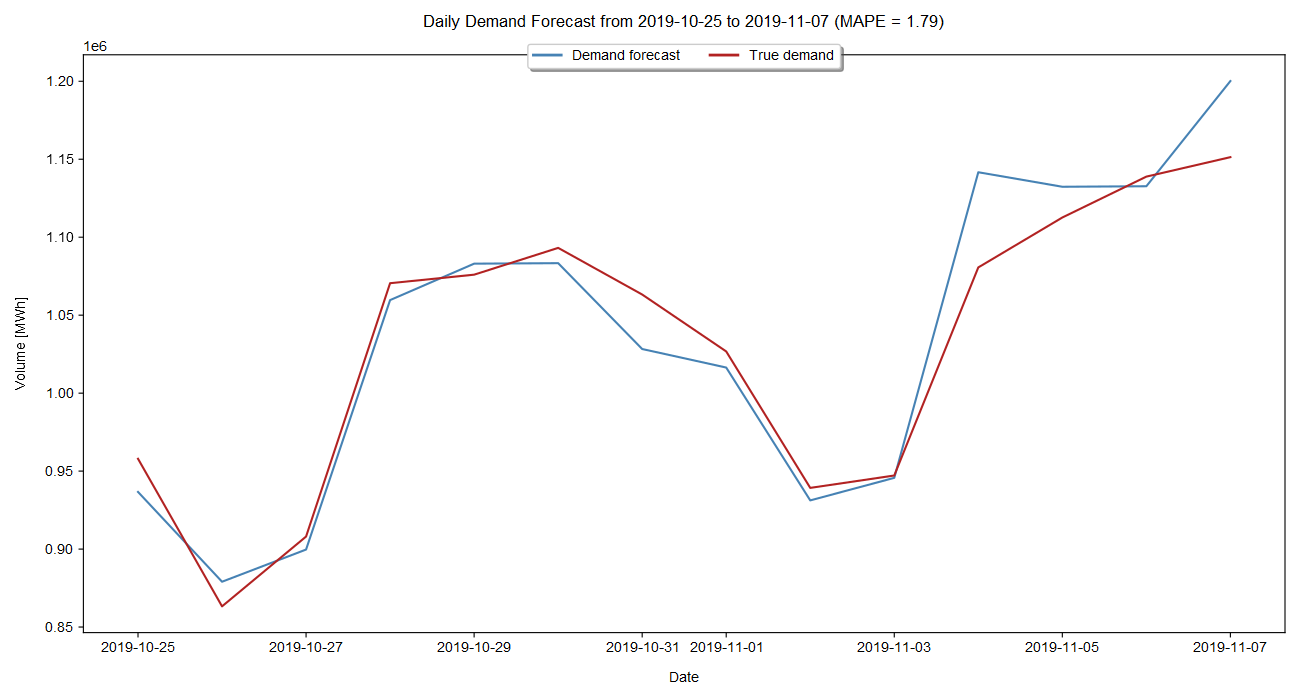 Daily Demand Forecast from 2019-10-25 to 2019-11-07 (MAPE = 1.79)
1e6
Demand forecast True demand
1.20
1.15
1.10
1.05
1.00
0.95
0.90
0.85
Volume [MWh]
2019-10-25 2019-10-27 2019-10-29 2019-10-31 2019-11-01 2019-11-03 2019-11-05 2019-11-07
Date